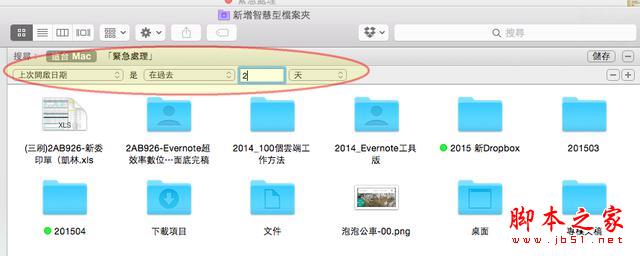 緊急處理
新增智慧型檔案夾
搜尋
搜尋： 這台 Mac 「緊急處理」 儲存
上次開啟日期 是 在過去 2 天
XLS
(三刷)2AB926-新委印單（凱林.xls
2AB926-Evernote超效率數位…面底完稿
2014_100個雲端工作方法
2014_Evernote工具版
2015 新Dropbox
201503
201504
下載項目
文件
泡泡公車-00.png
桌面
專欄文稿
脚本之家
www.jb51.net